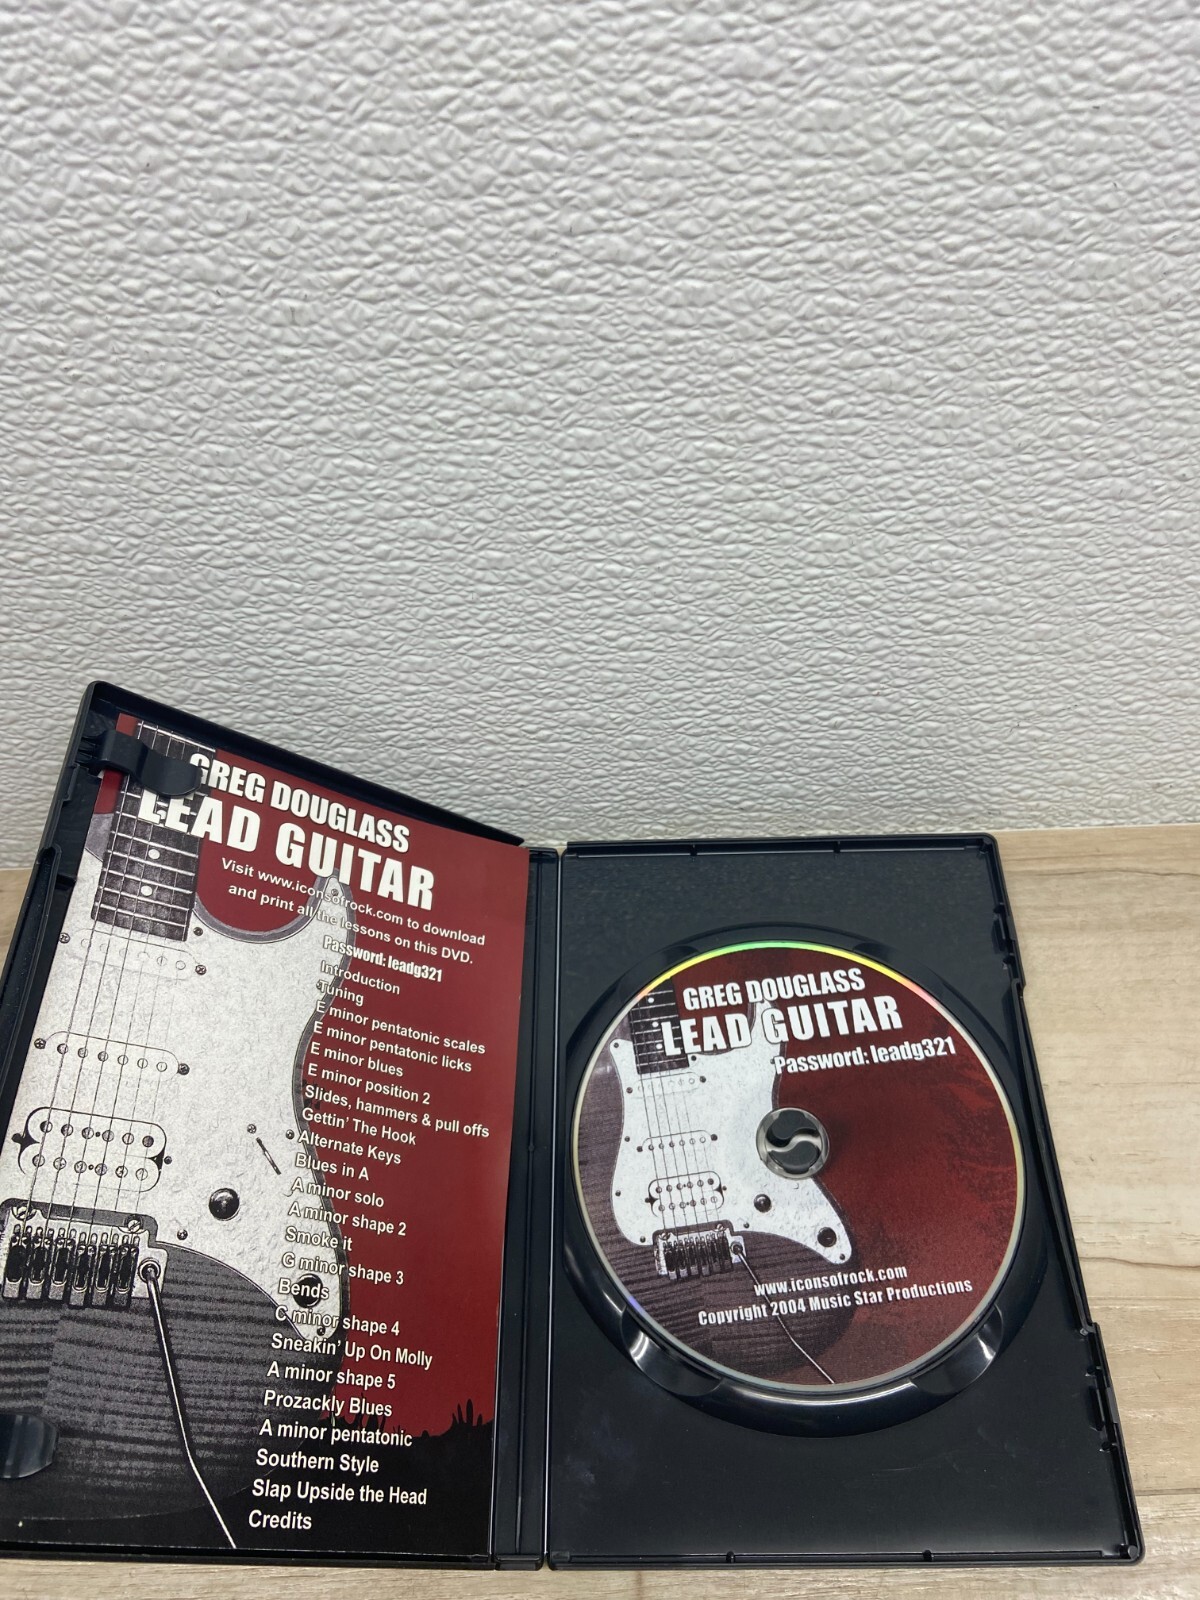 GREG DOUGLASS
LEAD GUITAR
Visit www.iconsofrock.com to download
and print all the lessons on this DVD.
Password: leadg321
Introduction
Tuning
E minor pentatonic scales
E minor pentatonic licks
E minor blues
E minor position 2
Slides, hammers & pull offs
Gettin' The Hook
Alternate Keys
Blues in A
A minor solo
A minor shape 2
Smoke it
G minor shape 3
Bends
C minor shape 4
Sneakin' Up On Molly
A minor shape 5
Prozackly Blues
A minor pentatonic
Southern Style
Slap Upside the Head
Credits
GREG DOUGLASS
LEAD GUITAR
Password: leadg321
www.iconsofrock.com
Copyright 2004 Music Star Productions